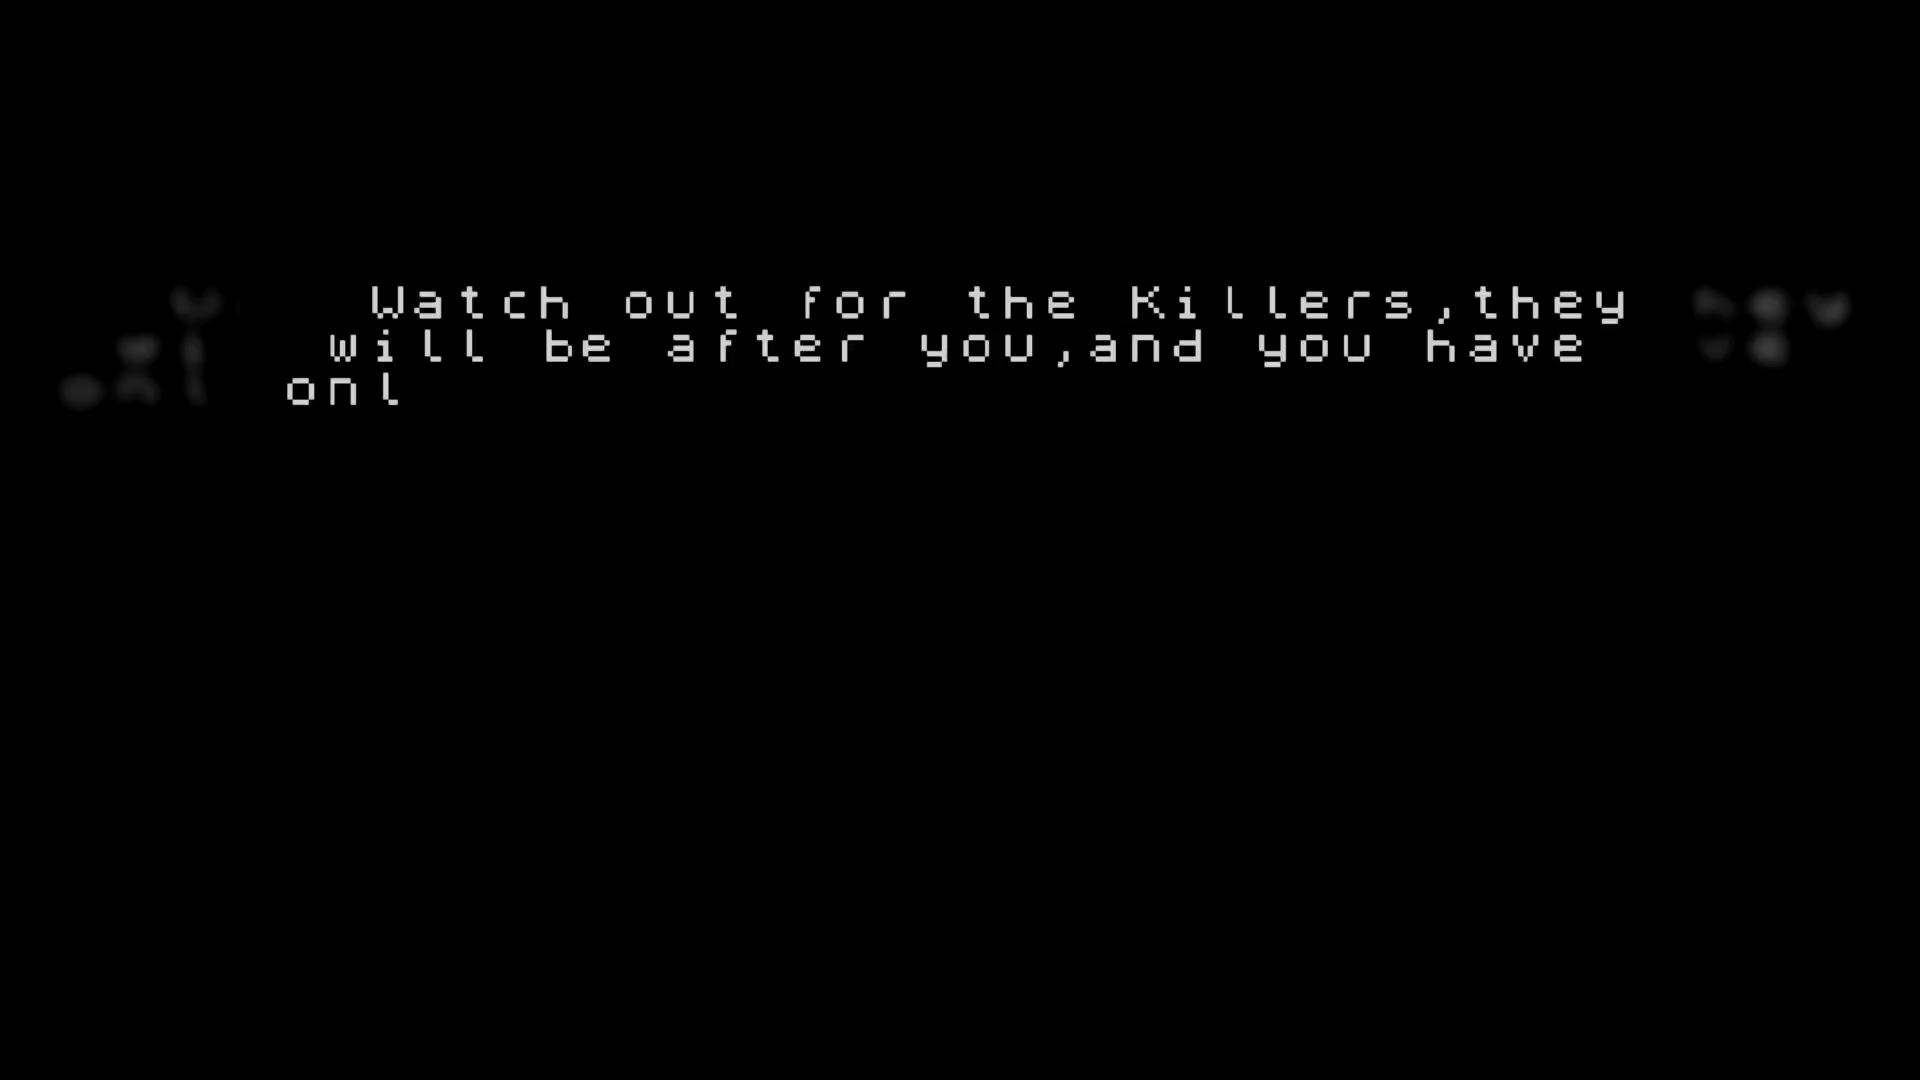 Watch out for the Killers,they
will be after you,and you have
onl